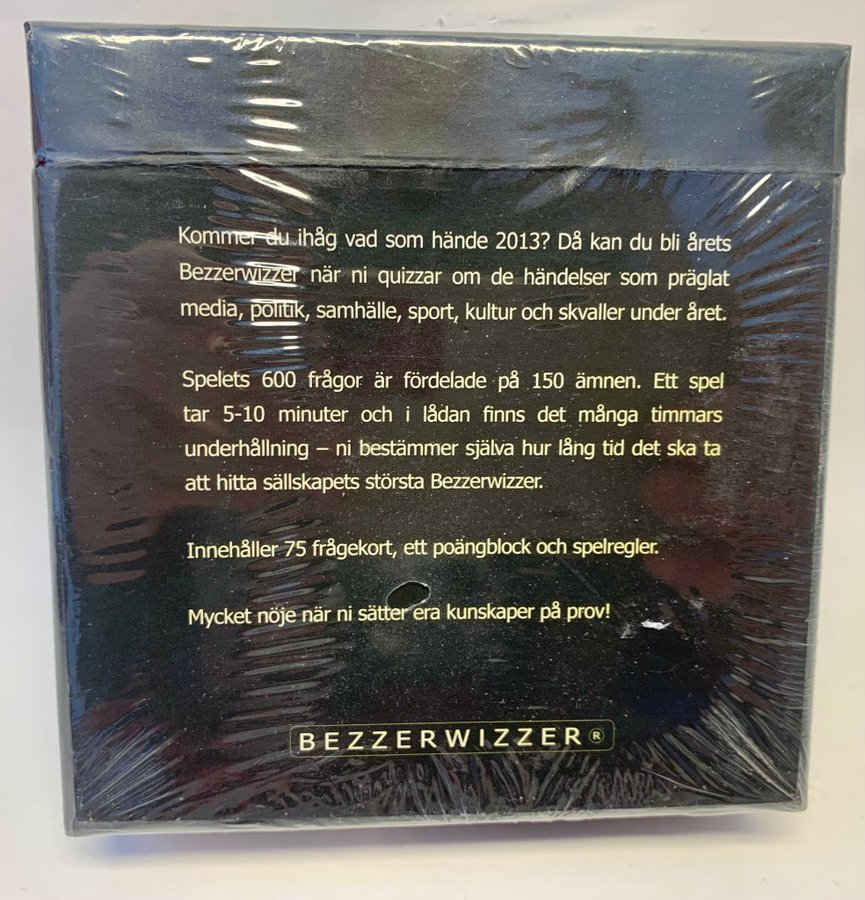 Kommer du ihåg vad som hände 2013? Då kan du bli årets
Bezzerwizzer när ni quizzar om de händelser som präglat
media, politik, samhälle, sport, kultur och skvaller under året.
Spelets 600 frågor är fördelade på 150 ämnen. Ett spel
tar 5-10 minuter och i lådan finns det många timmars
underhållning – ni bestämmer själva hur lång tid det ska ta
att hitta sällskapets största Bezzerwizzer.
Innehåller 75 frågekort, ett poängblock och spelregler.
Mycket nöje när ni sätter era kunskaper på prov!
BEZZERWIZZER®